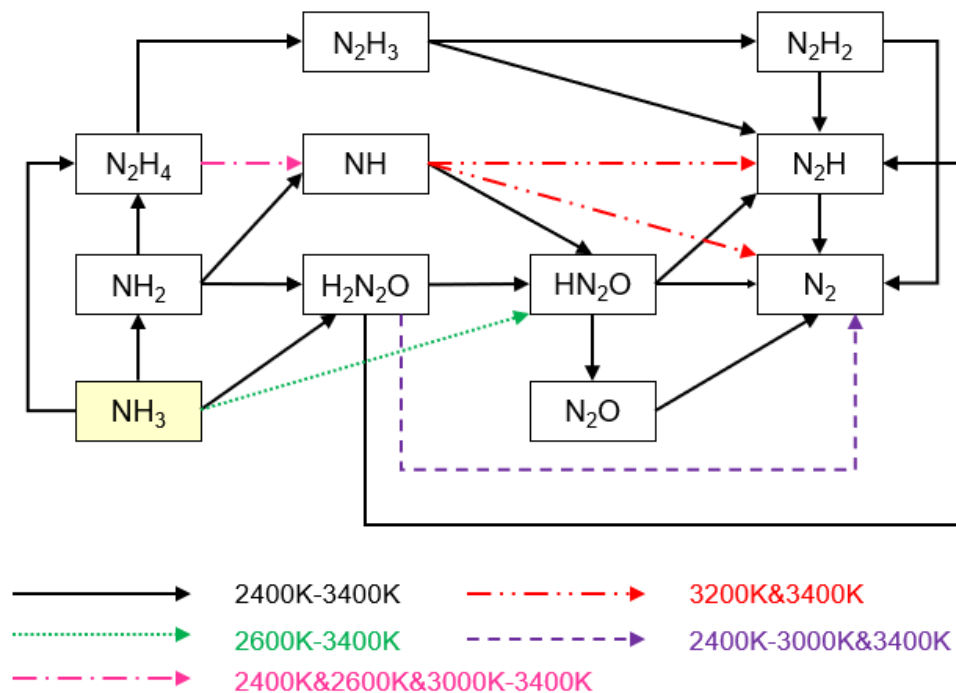 N₂H₃
N₂H₂
N₂H₄
NH
N₂H
NH₂
H₂N₂O
HN₂O
N₂
NH₃
N₂O
2400K-3400K
3200K&3400K
2600K-3400K
2400K-3000K&3400K
2400K&2600K&3000K-3400K